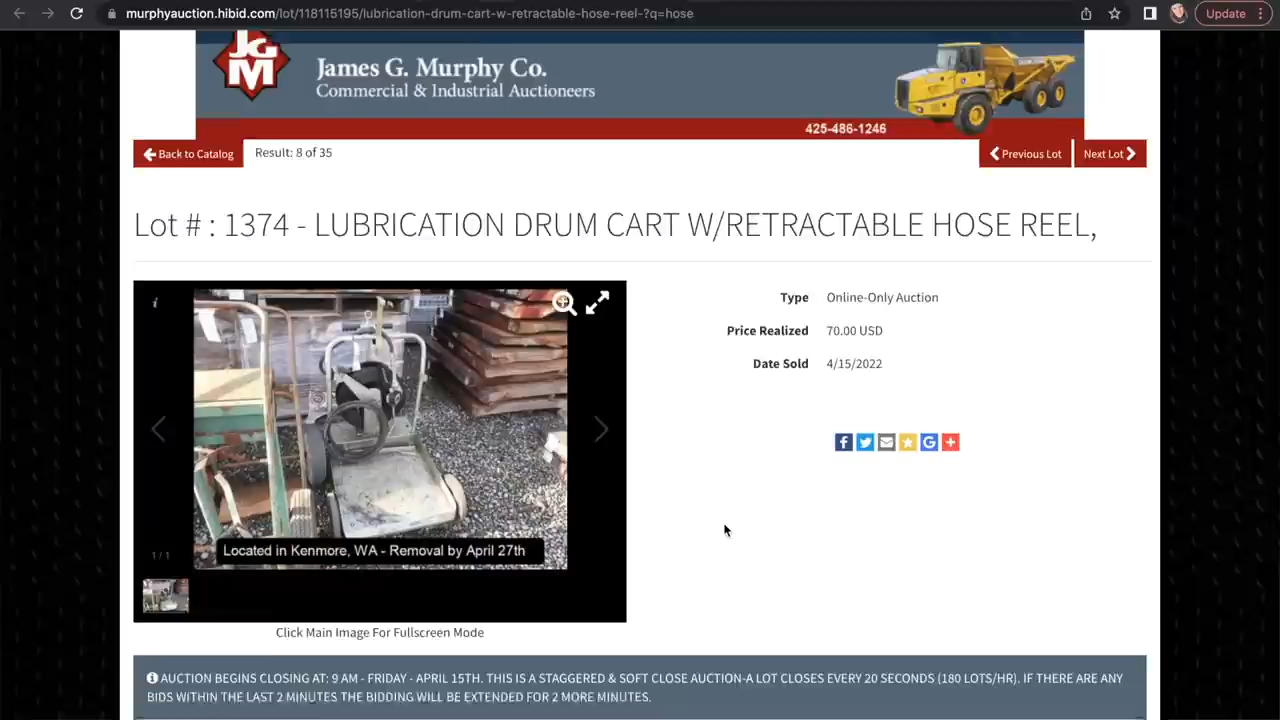 murphyauction.hibid.com/lot/118115195/lubrication-drum-cart-w-retractable-hose-reel-?q=hose
Update
JGM
James G. Murphy Co.
Commercial & Industrial Auctioneers
425-486-1246
Back to Catalog
Result: 8 of 35
Previous Lot
Next Lot
Lot # : 1374 - LUBRICATION DRUM CART W/RETRACTABLE HOSE REEL,
Type
Online-Only Auction
Price Realized
70.00 USD
Date Sold
4/15/2022
Located in Kenmore, WA - Removal by April 27th
1 / 1
Click Main Image For Fullscreen Mode
AUCTION BEGINS CLOSING AT: 9 AM - FRIDAY - APRIL 15TH. THIS IS A STAGGERED & SOFT CLOSE AUCTION-A LOT CLOSES EVERY 20 SECONDS (180 LOTS/HR). IF THERE ARE ANY
BIDS WITHIN THE LAST 2 MINUTES THE BIDDING WILL BE EXTENDED FOR 2 MORE MINUTES.